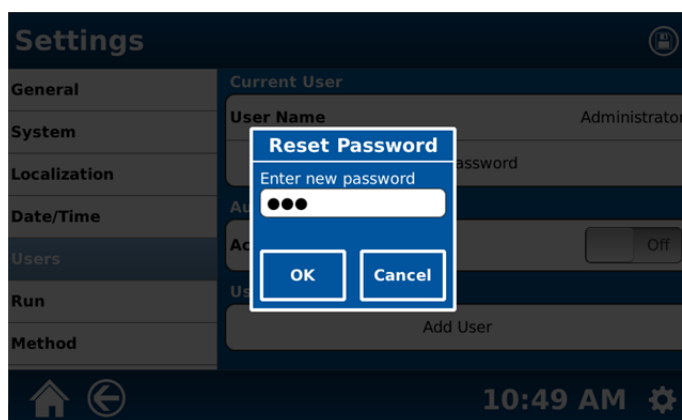 Settings
General
System
Localization
Date/Time
Users
Run
Method
Current User
User Name
Administrator
assword
Reset Password
Enter new password
OK
Cancel
Au
Ac
Off
Us
Add User
10:49 AM